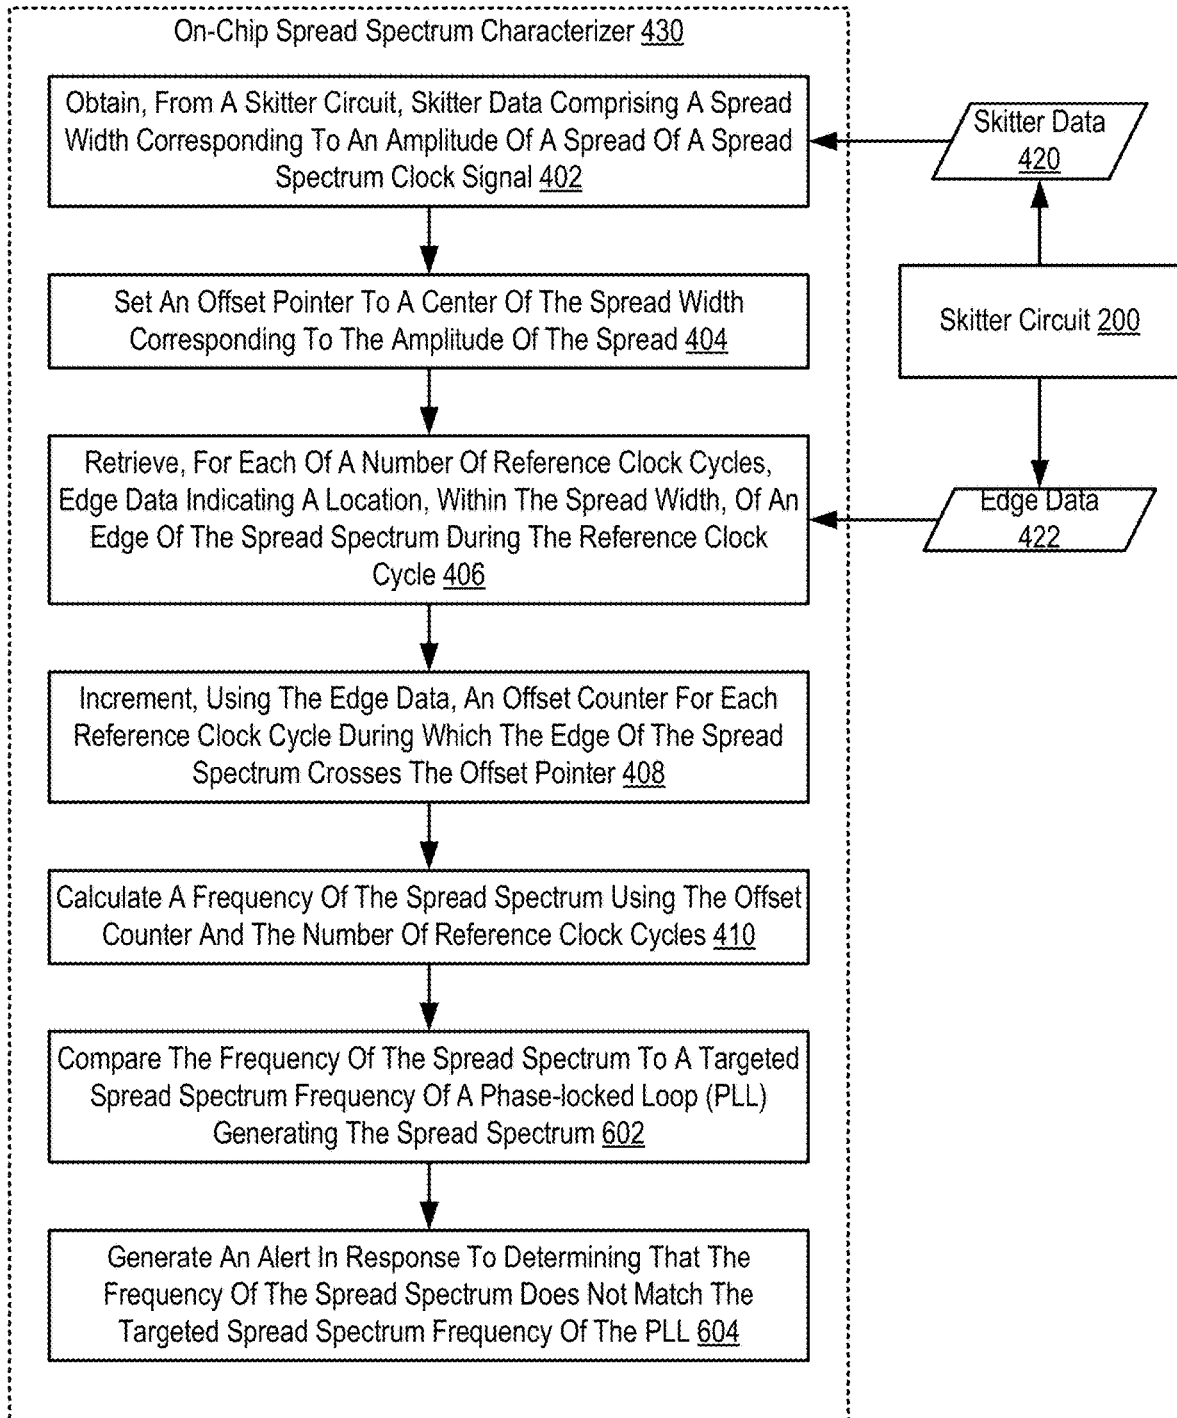 On-Chip Spread Spectrum Characterizer 430
Obtain, From A Skitter Circuit, Skitter Data Comprising A Spread
Width Corresponding To An Amplitude Of A Spread Of A Spread
Spectrum Clock Signal 402
Skitter Data
420
Set An Offset Pointer To A Center Of The Spread Width
Corresponding To The Amplitude Of The Spread 404
Skitter Circuit 200
Retrieve, For Each Of A Number Of Reference Clock Cycles,
Edge Data Indicating A Location, Within The Spread Width, Of An
Edge Of The Spread Spectrum During The Reference Clock
Cycle 406
Edge Data
422
Increment, Using The Edge Data, An Offset Counter For Each
Reference Clock Cycle During Which The Edge Of The Spread
Spectrum Crosses The Offset Pointer 408
Calculate A Frequency Of The Spread Spectrum Using The Offset
Counter And The Number Of Reference Clock Cycles 410
Compare The Frequency Of The Spread Spectrum To A Targeted
Spread Spectrum Frequency Of A Phase-locked Loop (PLL)
Generating The Spread Spectrum 602
Generate An Alert In Response To Determining That The
Frequency Of The Spread Spectrum Does Not Match The
Targeted Spread Spectrum Frequency Of The PLL 604